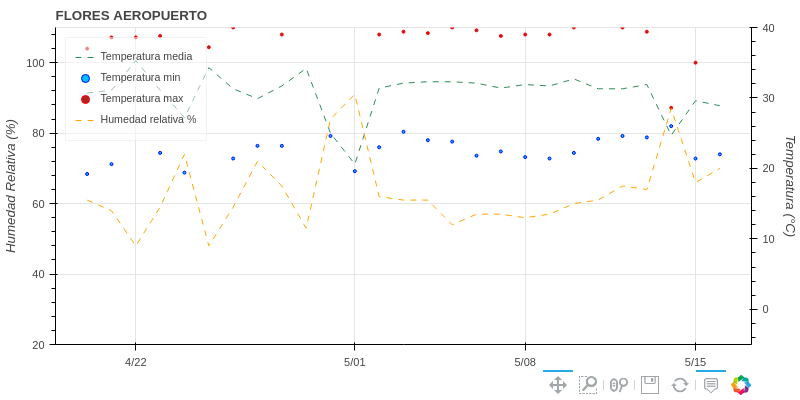 FLORES AEROPUERTO
Temperatura media
Temperatura min
Temperatura max
Humedad relativa %
Humedad Relativa (%)
100
80
60
40
20
40
30
20
10
0
Temperatura (°C)
4/22
5/01
5/08
5/15